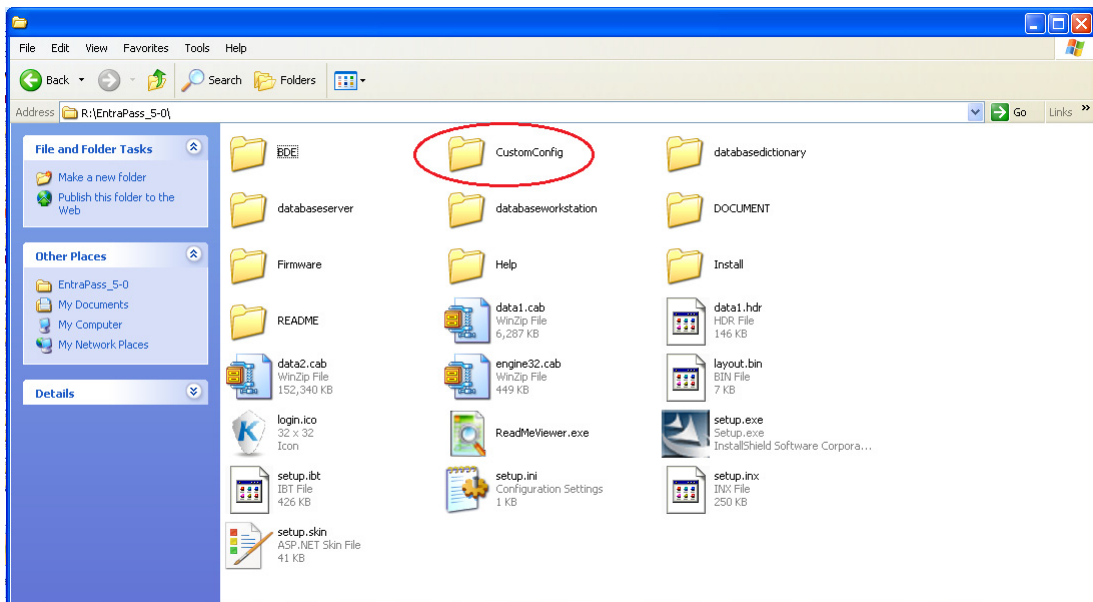 File Edit View Favorites Tools Help
Back Search Folders
Address R:\EntraPass_5-0\ Go Links »
File and Folder Tasks
Make a new folder
Publish this folder to the
Web
Other Places
EntraPass_5-0
My Documents
My Computer
My Network Places
Details
BDE
CustomConfig
databasedictionary
databaseserver
databaseworkstation
DOCUMENT
Firmware
Help
Install
README
data1.cab
WinZip File
6,287 KB
data1.hdr
HDR File
146 KB
data2.cab
WinZip File
152,340 KB
engine32.cab
WinZip File
449 KB
layout.bin
BIN File
7 KB
login.ico
32 x 32
Icon
ReadMeViewer.exe
setup.exe
Setup.exe
InstallShield Software Corpora...
setup.ibt
IBT File
426 KB
setup.ini
Configuration Settings
1 KB
setup.inx
INX File
250 KB
setup.skin
ASP.NET Skin File
41 KB